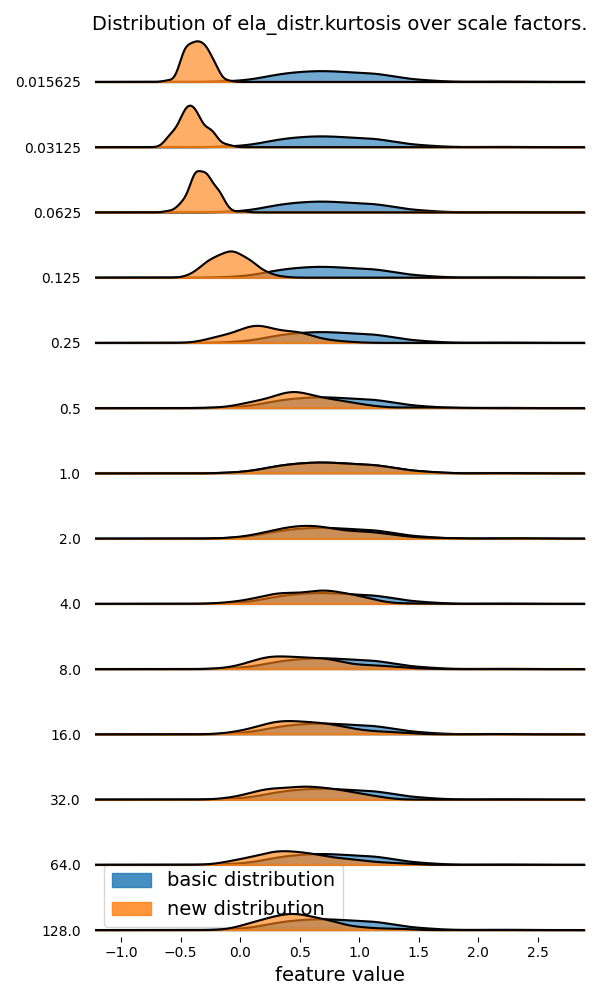 Distribution of ela_distr.kurtosis over scale factors.
0.015625
0.03125
0.0625
0.125
0.25
0.5
1.0
2.0
4.0
8.0
16.0
32.0
64.0
basic distribution
new distribution
128.0
−1.0 −0.5 0.0 0.5 1.0 1.5 2.0 2.5
feature value